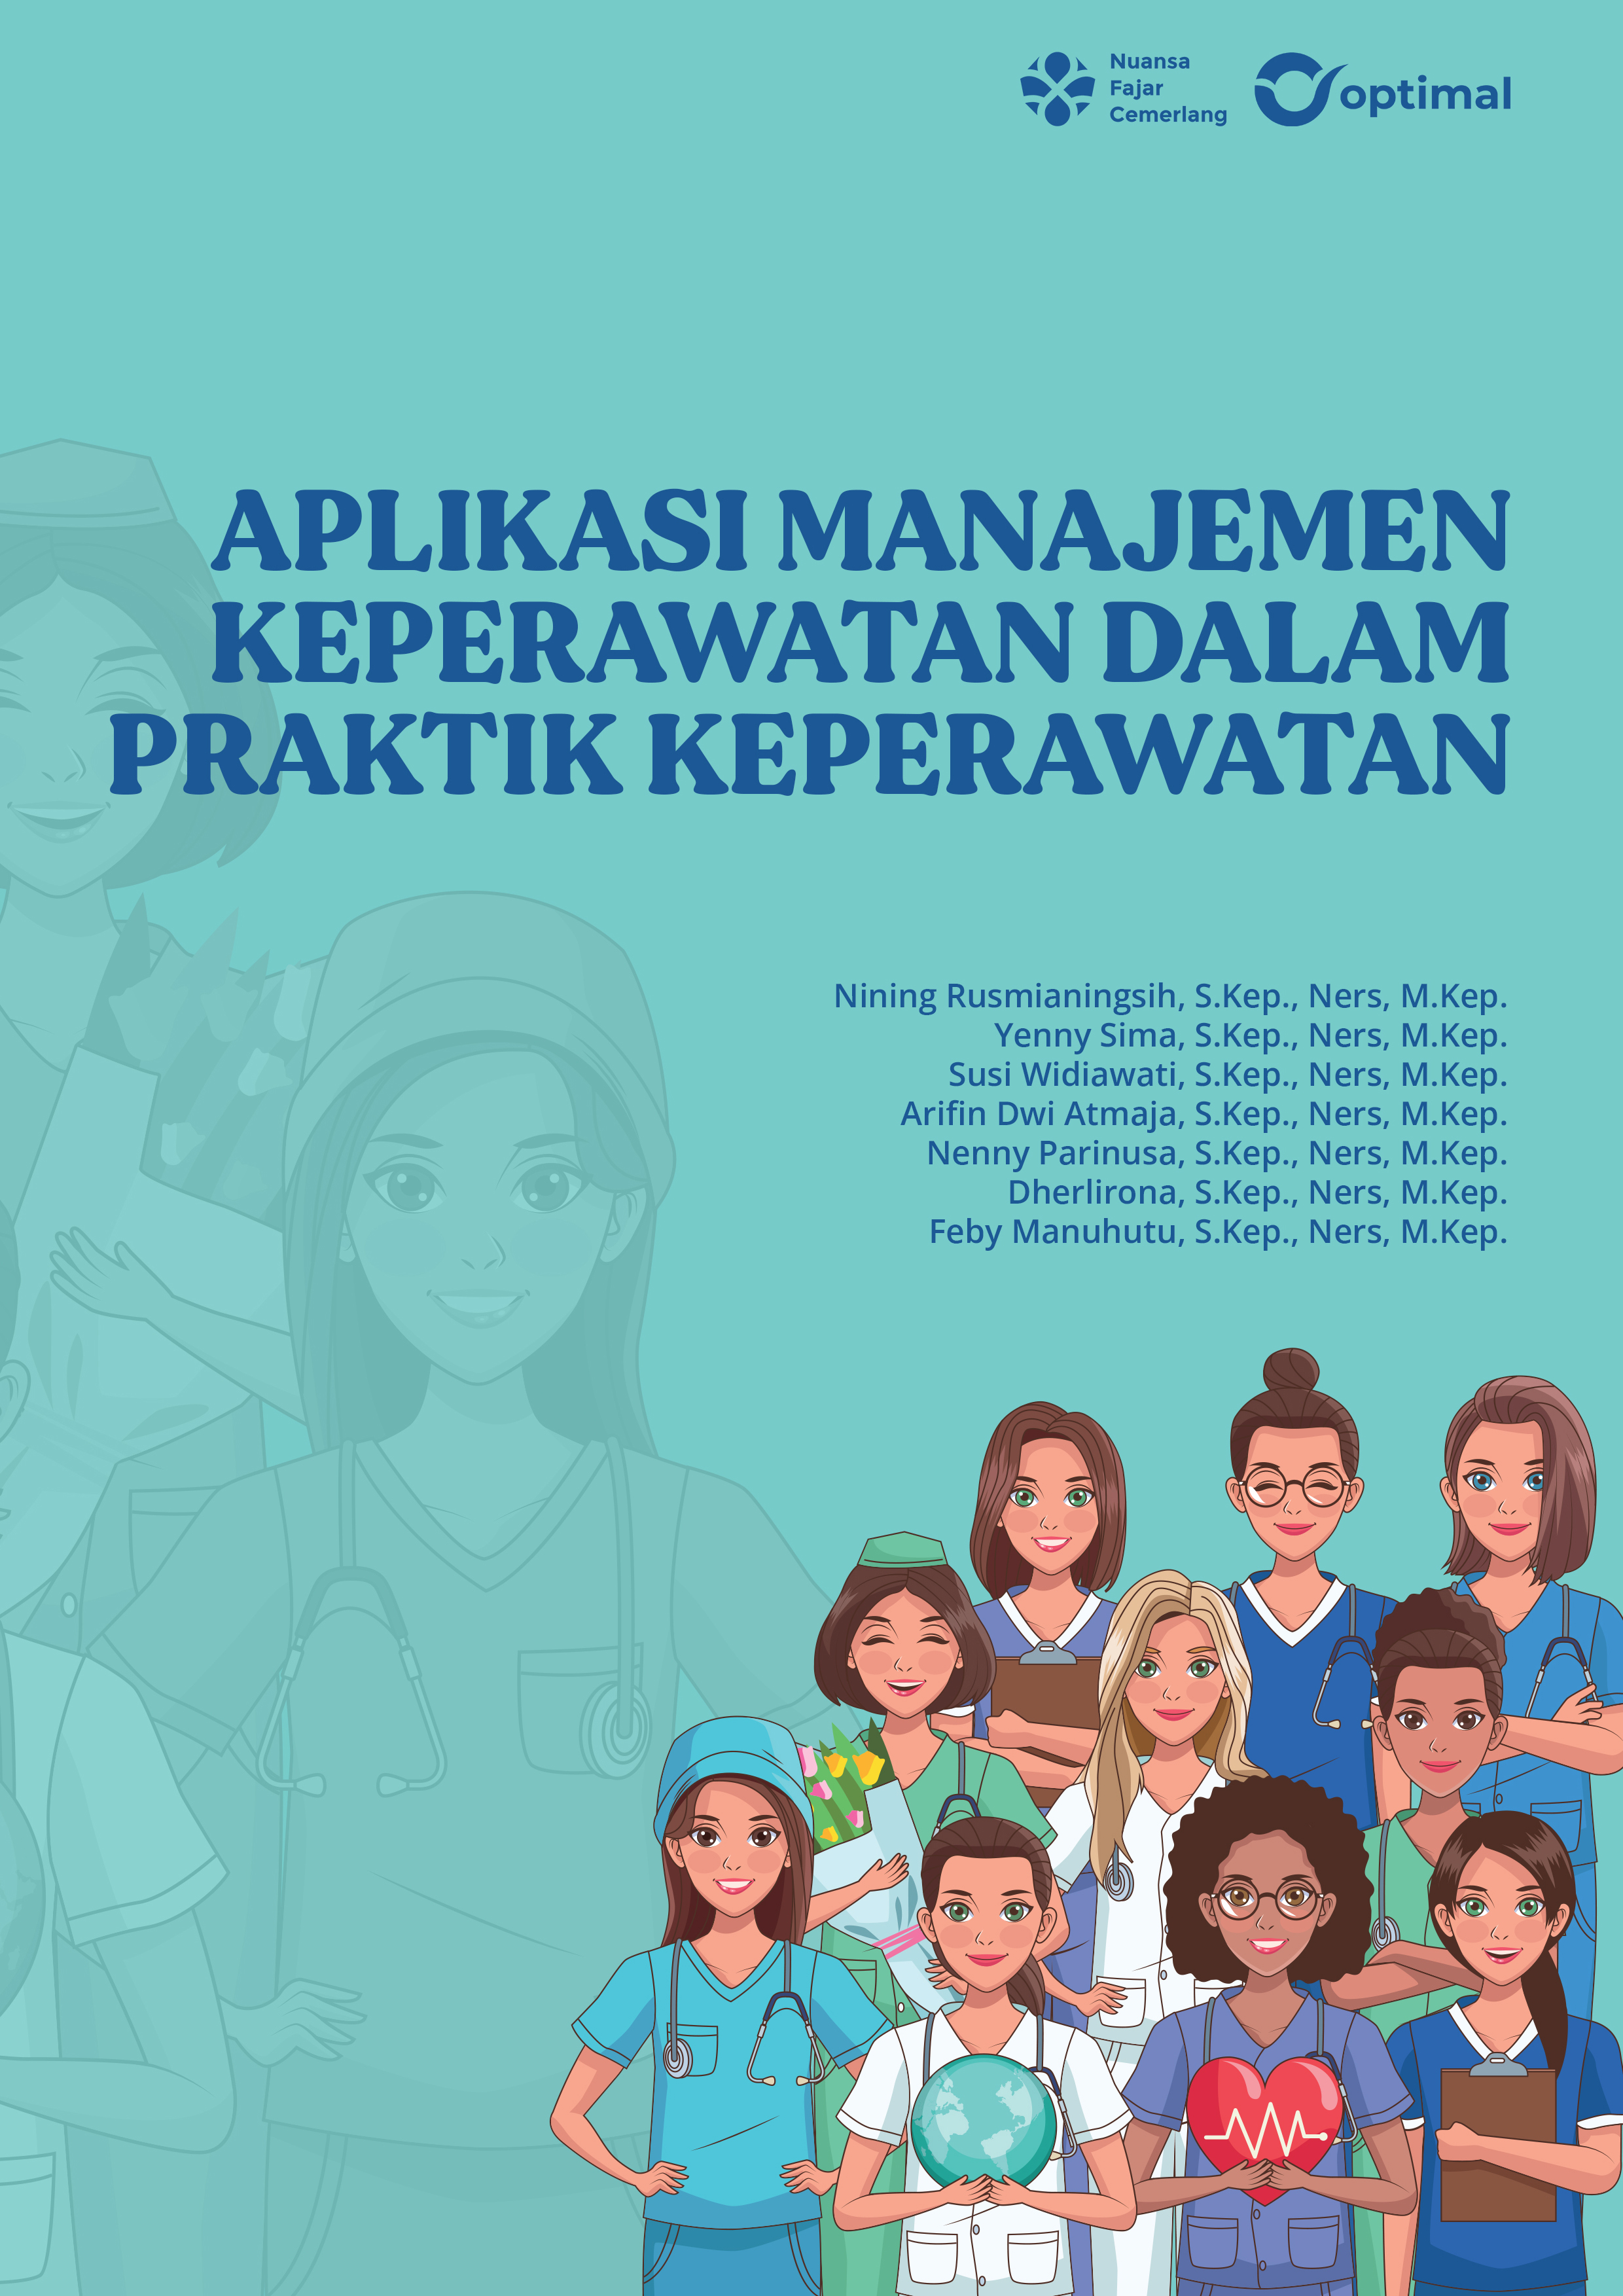 Nuansa
Fajar
Cemerlang
optimal
APLIKASI MANAJEMEN
KEPERAWATAN DALAM
PRAKTIK KEPERAWATAN
Nining Rusmianingsih, S.Kep., Ners, M.Kep.
Yenny Sima, S.Kep., Ners, M.Kep.
Susi Widiawati, S.Kep., Ners, M.Kep.
Arifin Dwi Atmaja, S.Kep., Ners, M.Kep.
Nenny Parinusa, S.Kep., Ners, M.Kep.
Dherlirona, S.Kep., Ners, M.Kep.
Feby Manuhutu, S.Kep., Ners, M.Kep.